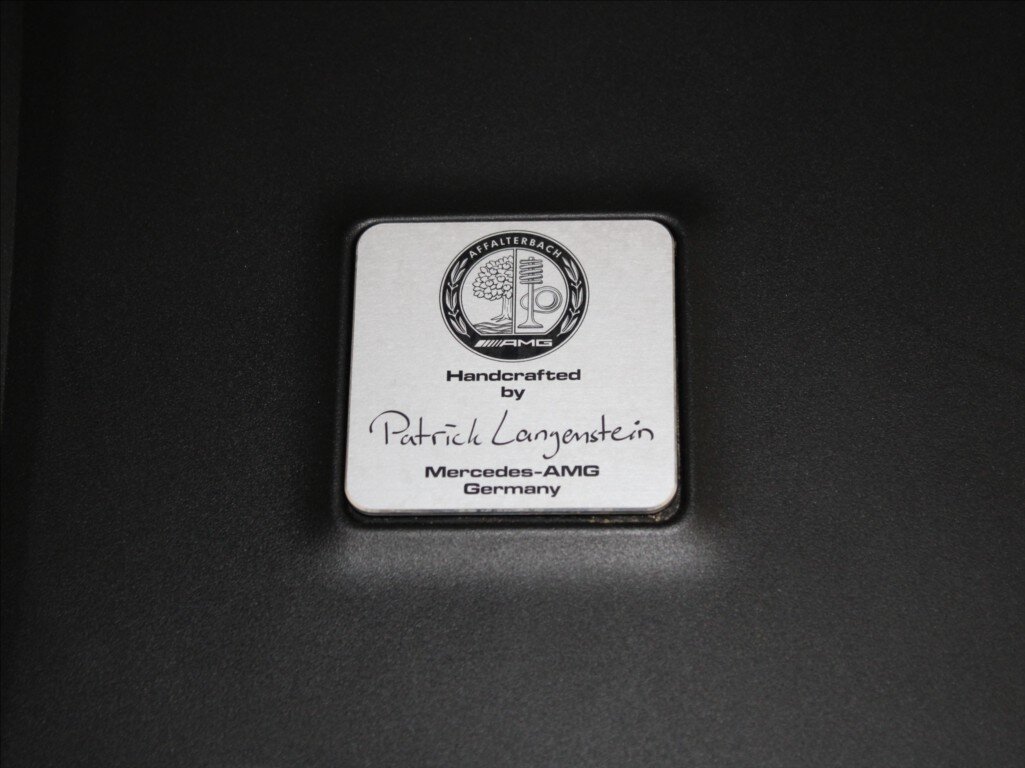 AFFALTERBACH
AMG
Handcrafted
by
Patrick Langenstein
Mercedes-AMG
Germany